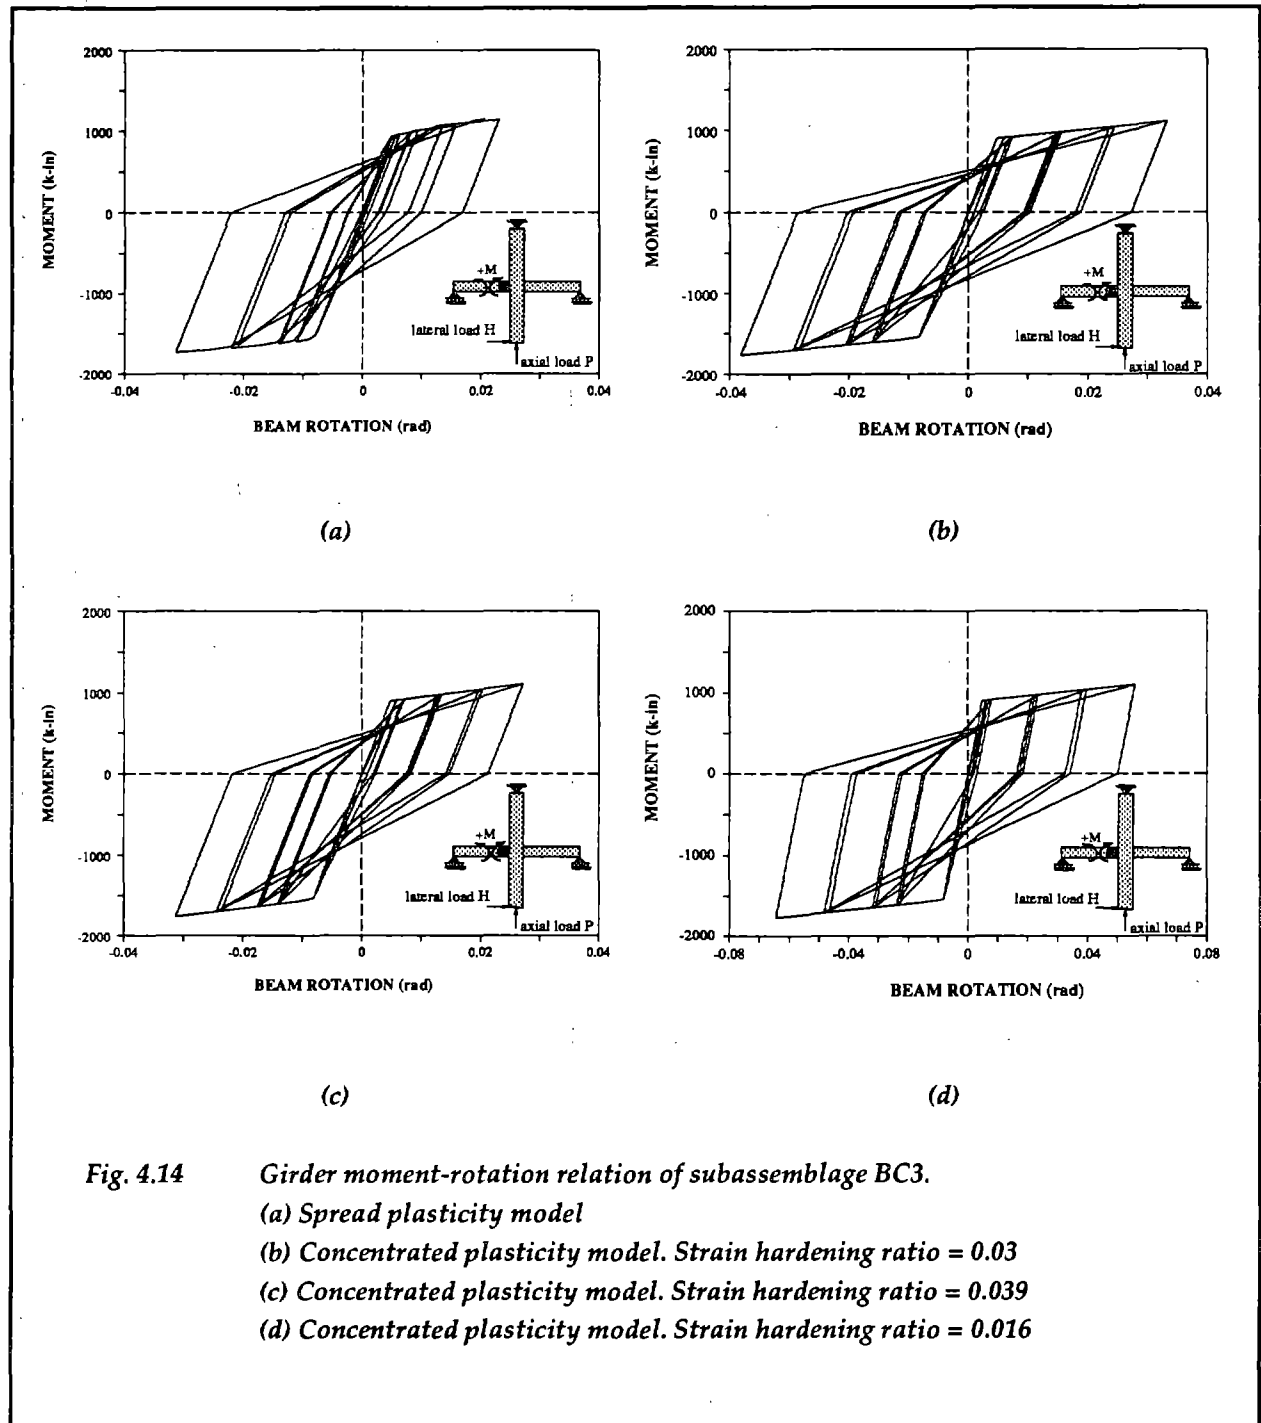 2000
1000
0
-1000
-2000
MOMENT (k-in)
-0.04
-0.02
0
0.02
0.04
BEAM ROTATION (rad)
+M
lateral load H
axial load P
(a)
2000
1000
0
-1000
-2000
MOMENT (k-in)
-0.04
-0.02
0
0.02
0.04
BEAM ROTATION (rad)
+M
lateral load H
axial load P
(b)
2000
1000
0
-1000
-2000
MOMENT (k-in)
-0.04
-0.02
0
0.02
0.04
BEAM ROTATION (rad)
+M
lateral load H
axial load P
(c)
2000
1000
0
-1000
-2000
MOMENT (k-in)
-0.08
-0.04
0
0.04
0.08
BEAM ROTATION (rad)
+M
lateral load H
axial load P
(d)
Fig. 4.14 Girder moment-rotation relation of subassemblage BC3.
(a) Spread plasticity model
(b) Concentrated plasticity model. Strain hardening ratio = 0.03
(c) Concentrated plasticity model. Strain hardening ratio = 0.039
(d) Concentrated plasticity model. Strain hardening ratio = 0.016